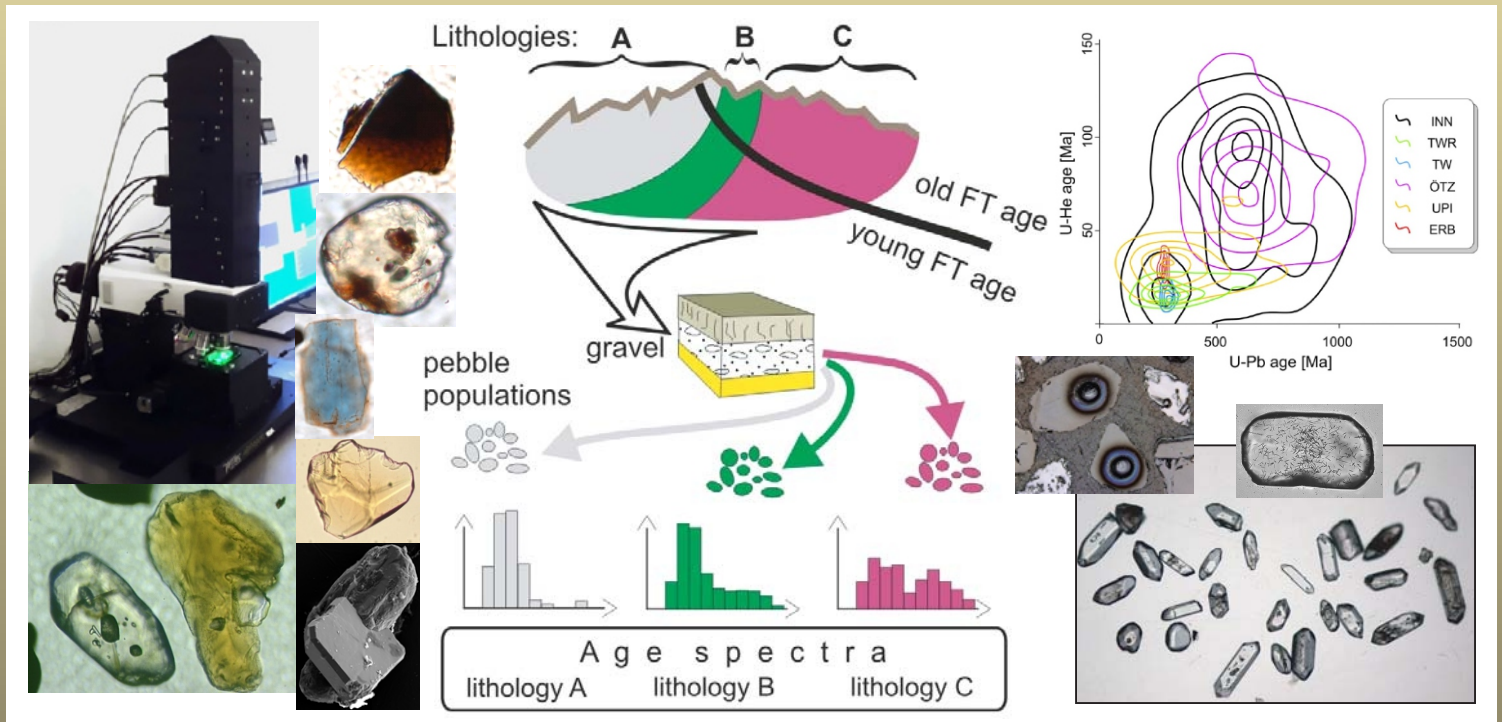 Lithologies: A B C
old FT age
young FT age
gravel
pebble
populations
Age spectra
lithology A lithology B lithology C
U-He age [Ma]
150
100
50
0 500 1000 1500
U-Pb age [Ma]
INN
TWR
TW
ÖTZ
UPI
ERB